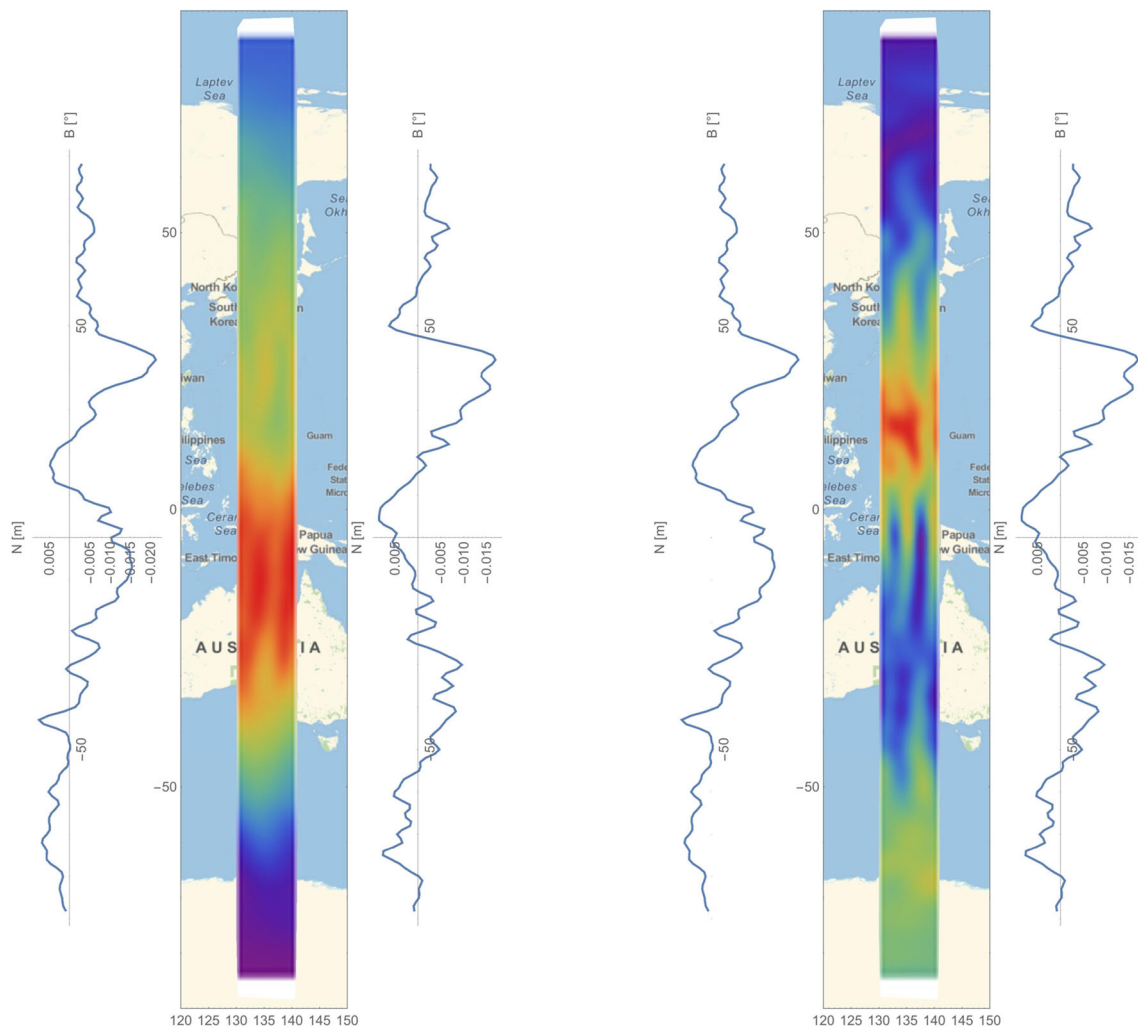 Laptev
Sea
B [°]
B [°]
Sea
Okh
50
North Ko
South
Korea
an
n
50
50
iwan
ilippines
Sea
Guam
elebes
Sea
Fede
Stat
Micro
0
N [m]
0.005
-0.005
-0.010
-0.015
-0.020
Ceram
Sea
East Timo
Papua
w Guinea
N [m]
0.005
-0.005
-0.010
-0.015
AUS
IA
-50
-50
-50
120 125 130 135 140 145 150
Laptev
Sea
B [°]
B [°]
Sea
Okh
50
North Ko
South
Korea
an
n
50
50
iwan
ilippines
Sea
Guam
elebes
Sea
Fede
Stat
Micro
0
N [m]
Ceram
Sea
East Timo
Papua
w Guinea
N [m]
0.005
-0.005
-0.010
-0.015
AUS
IA
-50
-50
-50
120 125 130 135 140 145 150